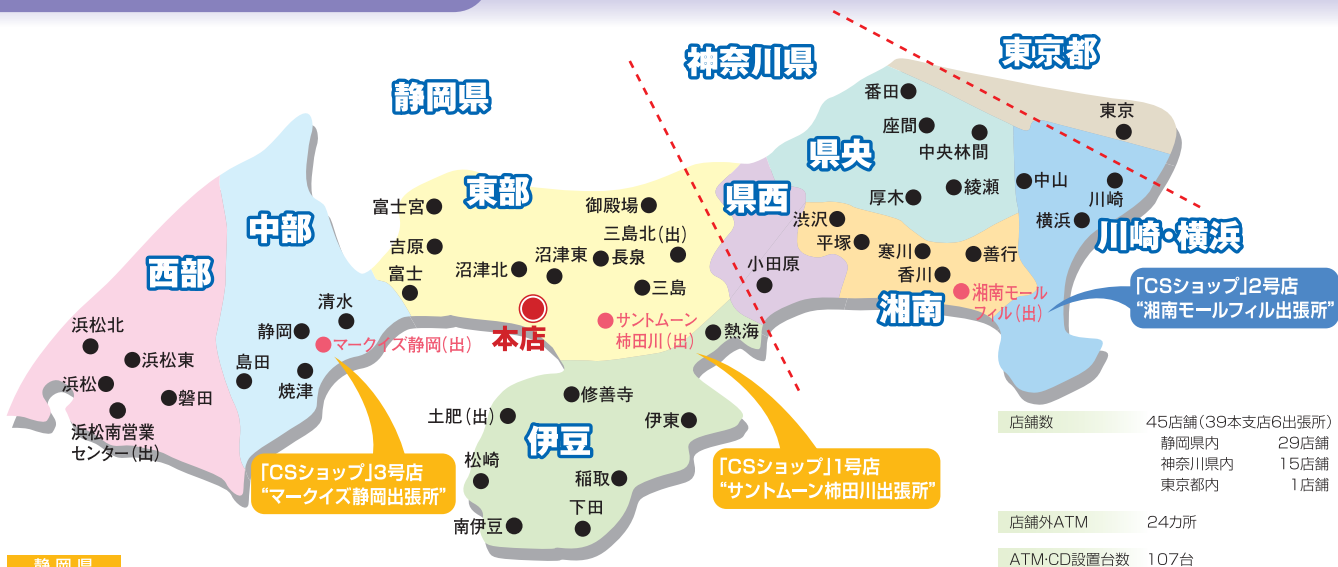 静岡県
神奈川県
東京都
西部
浜松北
浜松東
浜松
磐田
浜松南営業
センター(出)
中部
清水
静岡
マークイズ静岡(出)
島田
焼津
「CSショップ」3号店
“マークイズ静岡出張所”
東部
富士宮
吉原
富士
御殿場
三島北(出)
沼津東
長泉
沼津北
三島
本店
サントムーン
柿田川(出)
「CSショップ」1号店
“サントムーン柿田川出張所”
伊豆
熱海
修善寺
土肥(出)
伊東
松崎
稲取
下田
南伊豆
県西
小田原
県央
番田
座間
中央林間
厚木
綾瀬
湘南
渋沢
平塚
寒川
善行
香川
湘南モール
フィル(出)
「CSショップ」2号店
“湘南モールフィル出張所”
川崎・横浜
東京
中山
川崎
横浜
店舗数 45店舗(39本支店6出張所)
静岡県内 29店舗
神奈川県内 15店舗
東京都内 1店舗
店舗外ATM 24カ所
ATM・CD設置台数 107台
静岡県